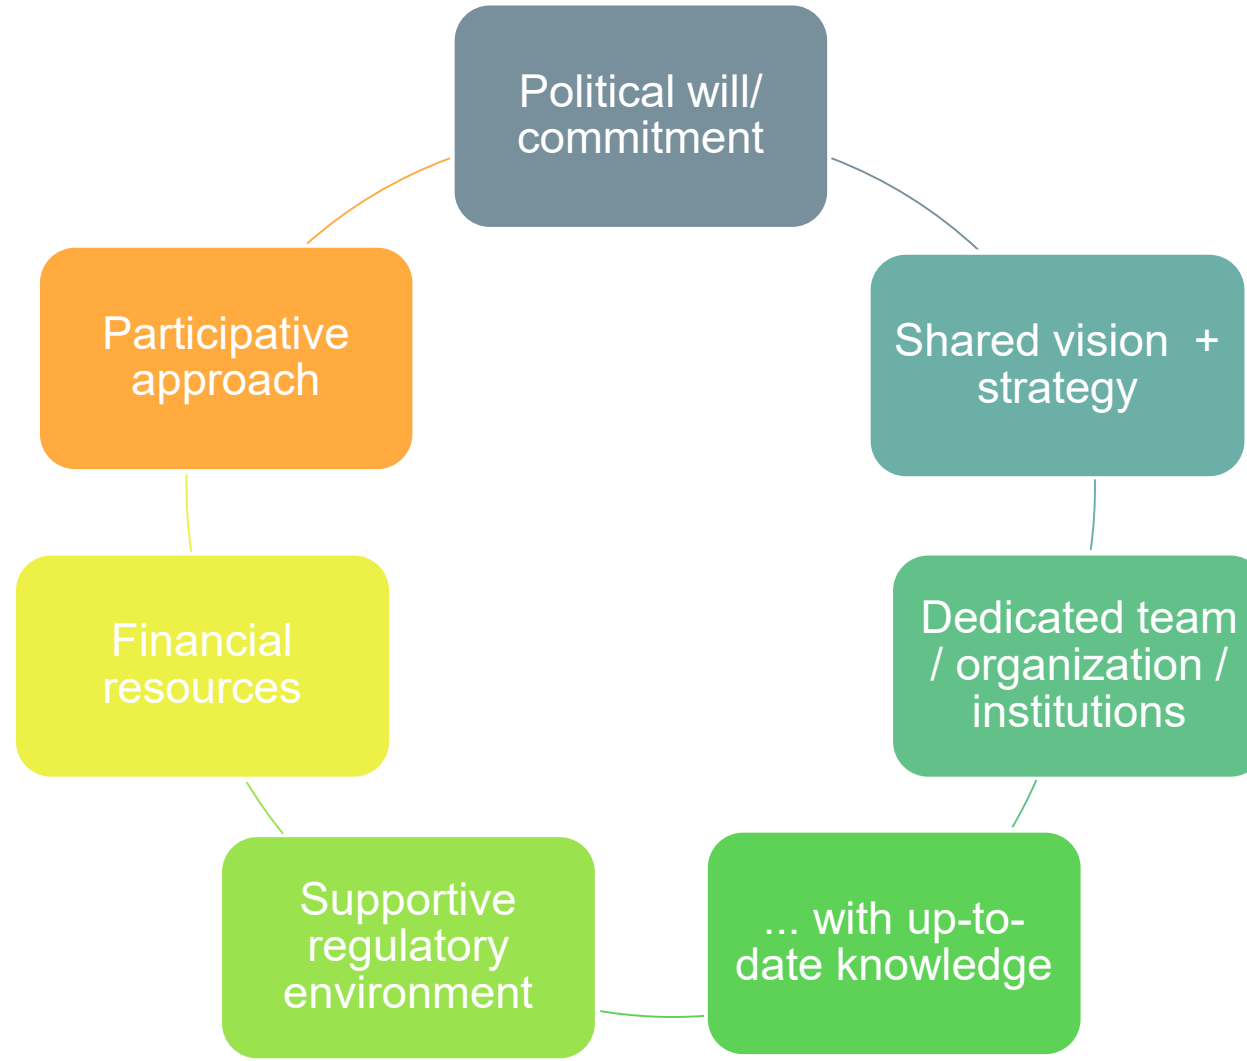 Political will/
commitment
Shared vision  +
strategy
Dedicated team
/ organization /
institutions
... with up-to-
date knowledge
Supportive
regulatory
environment
Financial
resources
Participative
approach